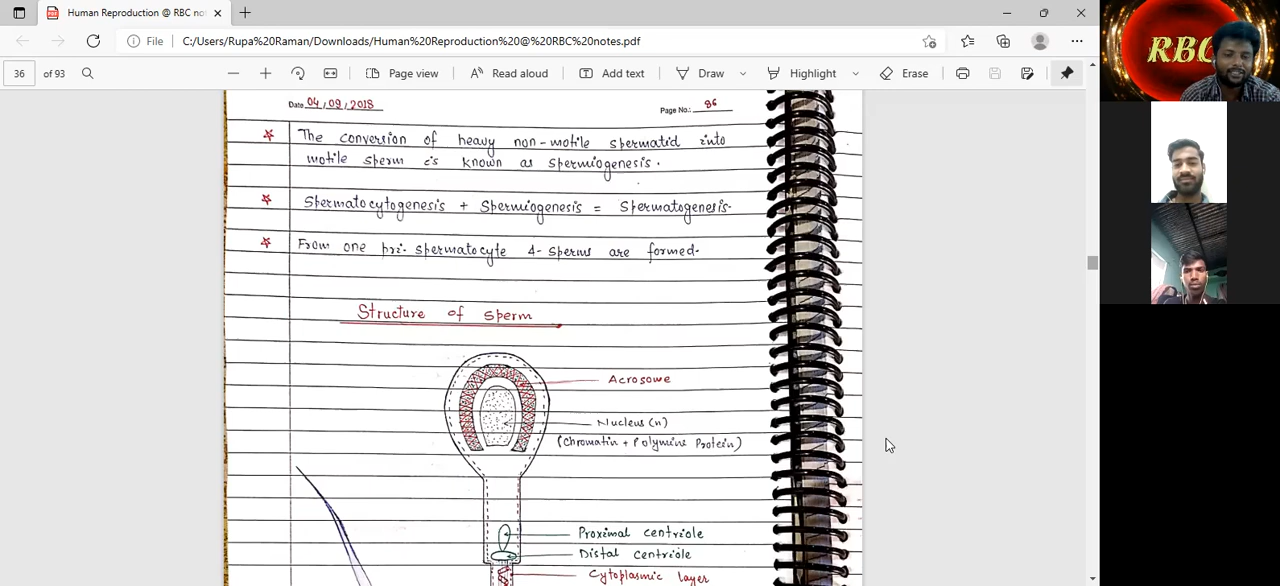 Human Reproduction @ RBC no
File
C:/Users/Rupa%20Raman/Downloads/Human%20Reproduction%20@%20RBC%20notes.pdf
36 of 93
Page view
Read aloud
Add text
Draw
Highlight
Erase
RBC
Date 04/09/2018
Page No.: 86
The conversion of heavy non-motile spermatid into
motile sperm is known as spermiogenesis.
Spermatocytogenesis + Spermiogenesis = Spermatogenesis.
From one pri-spermatocyte 4-sperms are formed.
Structure of sperm
Acrosome
Nucleus (n)
(Chromatin + Polymine Protein)
Proximal centriole
Distal centriole
Cytoplasmic layer